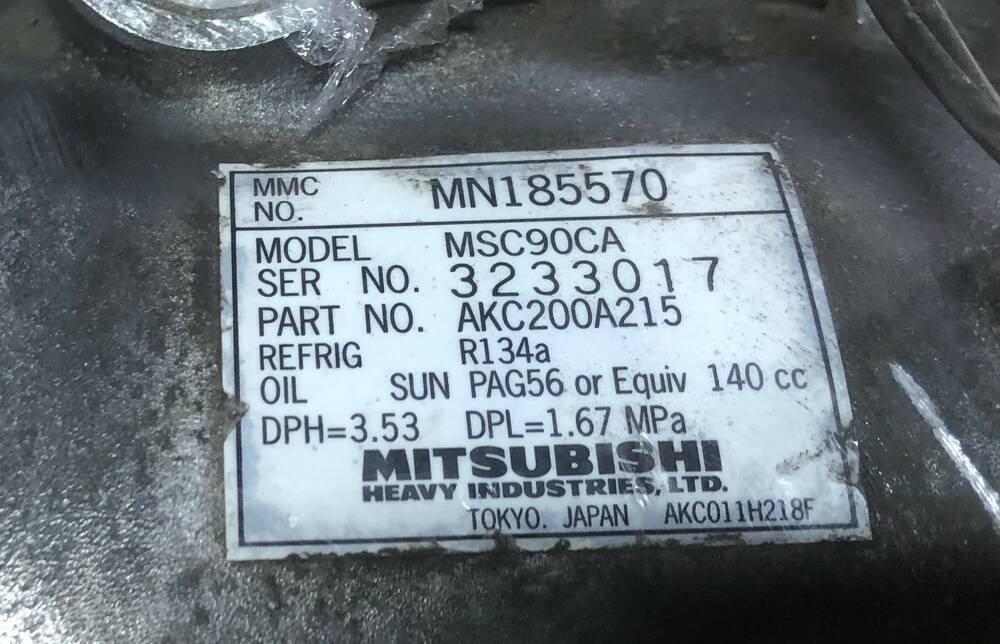 MMC NO. MN185570
MODEL MSC90CA
SER NO. 3233017
PART NO. AKC200A215
REFRIG R134a
OIL SUN PAG56 or Equiv 140 cc
DPH=3.53 DPL=1.67 MPa
MITSUBISHI
HEAVY INDUSTRIES, LTD.
TOKYO. JAPAN AKC011H218F